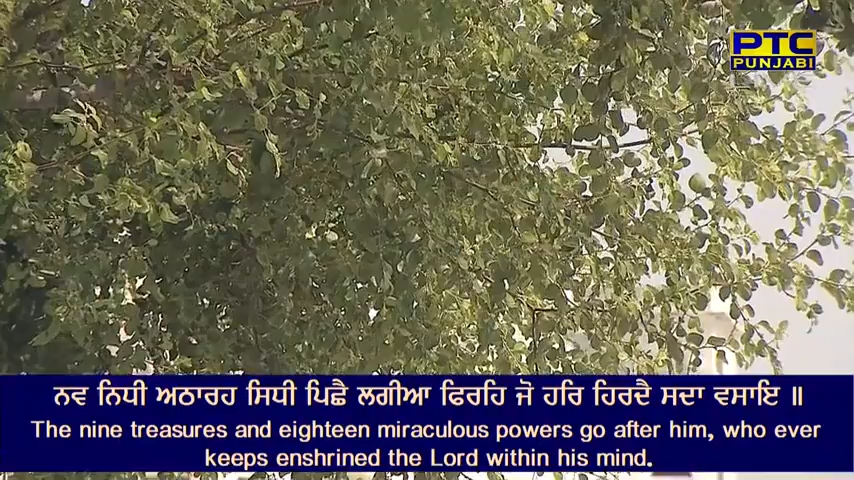 PTC
PUNJABI
ਨਵ ਨਿਧੀ ਅਠਾਰਹ ਸਿਧੀ ਪਿਛੈ ਲਗੀਆ ਫਿਰਹਿ ਜੋ ਹਰਿ ਹਿਰਦੈ ਸਦਾ ਵਸਾਇ ॥
The nine treasures and eighteen miraculous powers go after him, who ever
keeps enshrined the Lord within his mind.